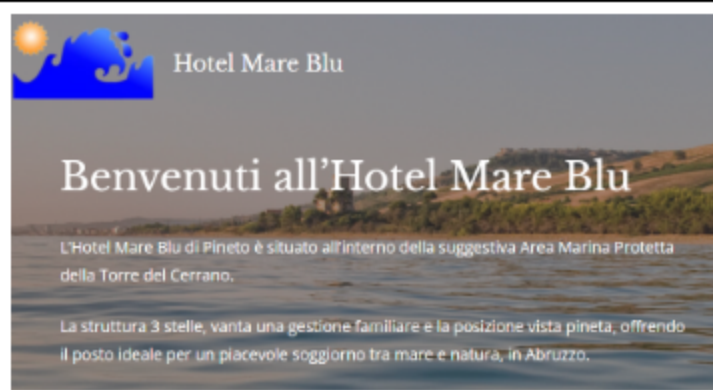 Hotel Mare Blu
Benvenuti all’Hotel Mare Blu
L'Hotel Mare Blu di Pineto è situato all'interno della suggestiva Area Marina Protetta
della Torre del Cerrano.
La struttura 3 stelle, vanta una gestione familiare e la posizione vista pineta, offrendo
il posto ideale per un piacevole soggiorno tra mare e natura, in Abruzzo.